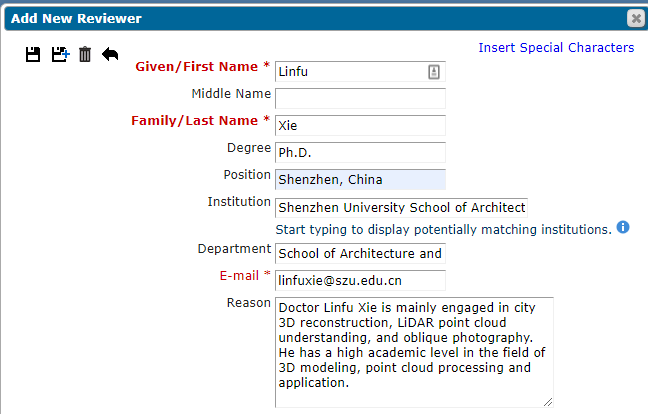 Add New Reviewer
Insert Special Characters
Given/First Name * Linfu
Middle Name
Family/Last Name * Xie
Degree Ph.D.
Position Shenzhen, China
Institution Shenzhen University School of Architect
Start typing to display potentially matching institutions.
Department School of Architecture and
E-mail * linfuxie@szu.edu.cn
Reason Doctor Linfu Xie is mainly engaged in city
3D reconstruction, LiDAR point cloud
understanding, and oblique photography.
He has a high academic level in the field of
3D modeling, point cloud processing and
application.